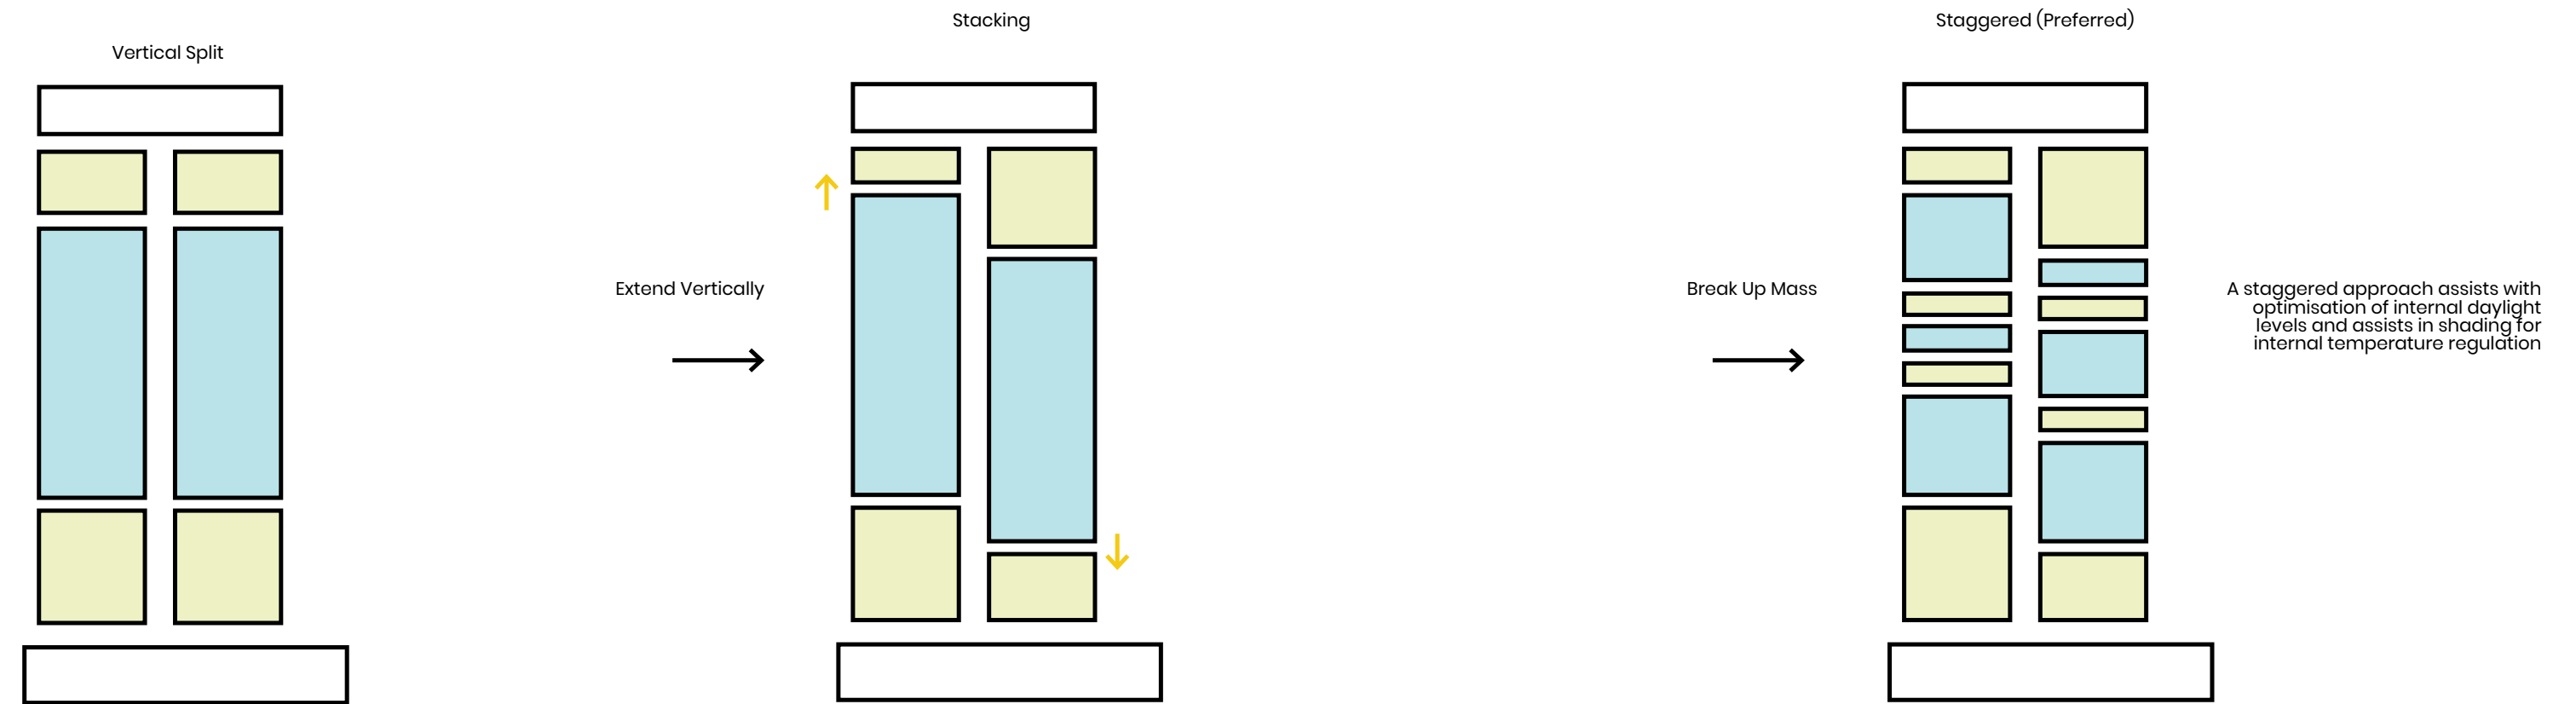 Vertical Split
Stacking
Staggered (Preferred)
Extend Vertically
Break Up Mass
A staggered approach assists with
optimisation of internal daylight
levels and assists in shading for
internal temperature regulation